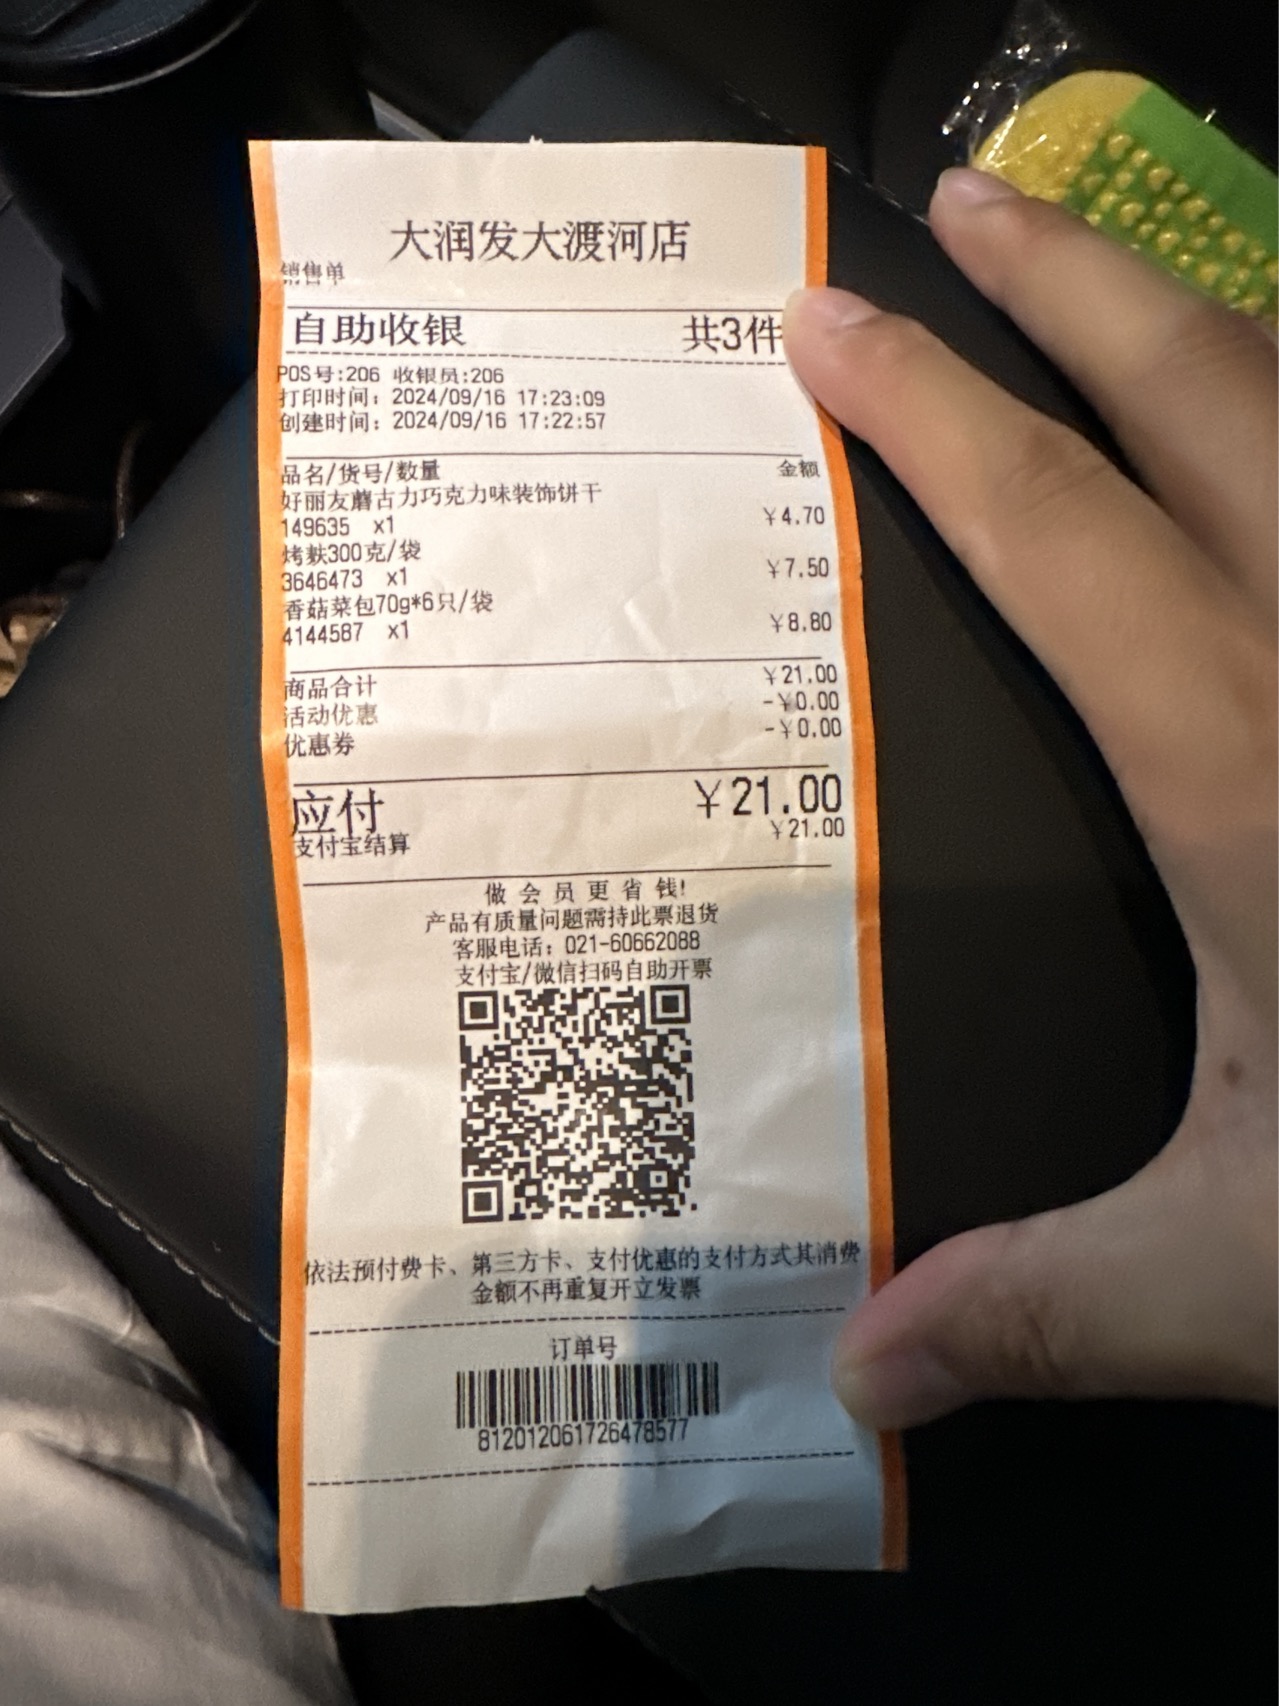 大润发大渡河店
销售单
自助收银 共3件
POS号:206 收银员:206
打印时间: 2024/09/16 17:23:09
创建时间: 2024/09/16 17:22:57
品名/货号/数量 金额
好丽友蘑古力巧克力味装饰饼干
149635 x1 ¥4.70
烤麸300克/袋
3646473 x1 ¥7.50
香菇菜包70g*6只/袋
4144587 x1 ¥8.80
商品合计 ¥21.00
活动优惠 -¥0.00
优惠券 -¥0.00
应付 ¥21.00
支付宝结算 ¥21.00
做会员更省钱!
产品有质量问题需持此票退货
客服电话: 021-60662088
支付宝/微信扫码自助开票
依法预付费卡、第三方卡、支付优惠的支付方式其消费
金额不再重复开立发票
订单号
812012061726478577